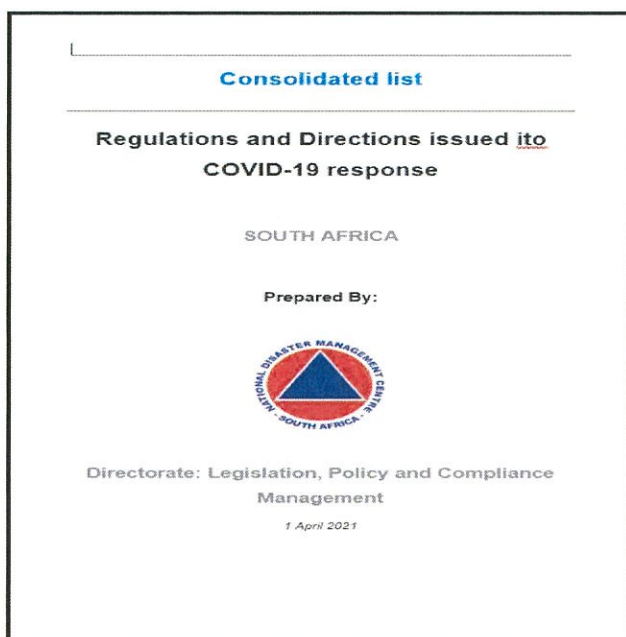 Consolidated list
Regulations and Directions issued ito
COVID-19 response
SOUTH AFRICA
Prepared By:
NATIONAL DISASTER MANAGEMENT CENTRE
- SOUTH AFRICA -
Directorate: Legislation, Policy and Compliance
Management
1 April 2021